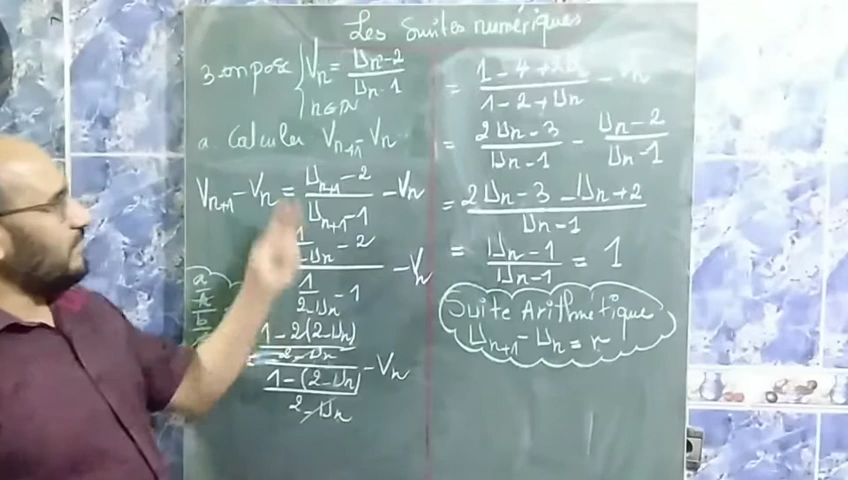 Les Suites numériques
3 on pose { Vn = Un-2 / Un-1
n∈N
a. Calculer Vn+1 - Vn
Vn+1 - Vn = Un+1 - 2 / Un+1 - 1 - Vn
1 / -Un - 2 / 1 / 2-Un - 1 - Vn
a
b
1-2(2-Un) / 2-Un / 1-(2-Un) / 2-Un - Vn
= 1-4+2Un / 1-2+Un - Vn
= 2Un-3 / Un-1 - Un-2 / Un-1
= 2Un-3-Un+2 / Un-1
= Un-1 / Un-1 = 1
Suite Arithmétique
Un+1 - Un = r